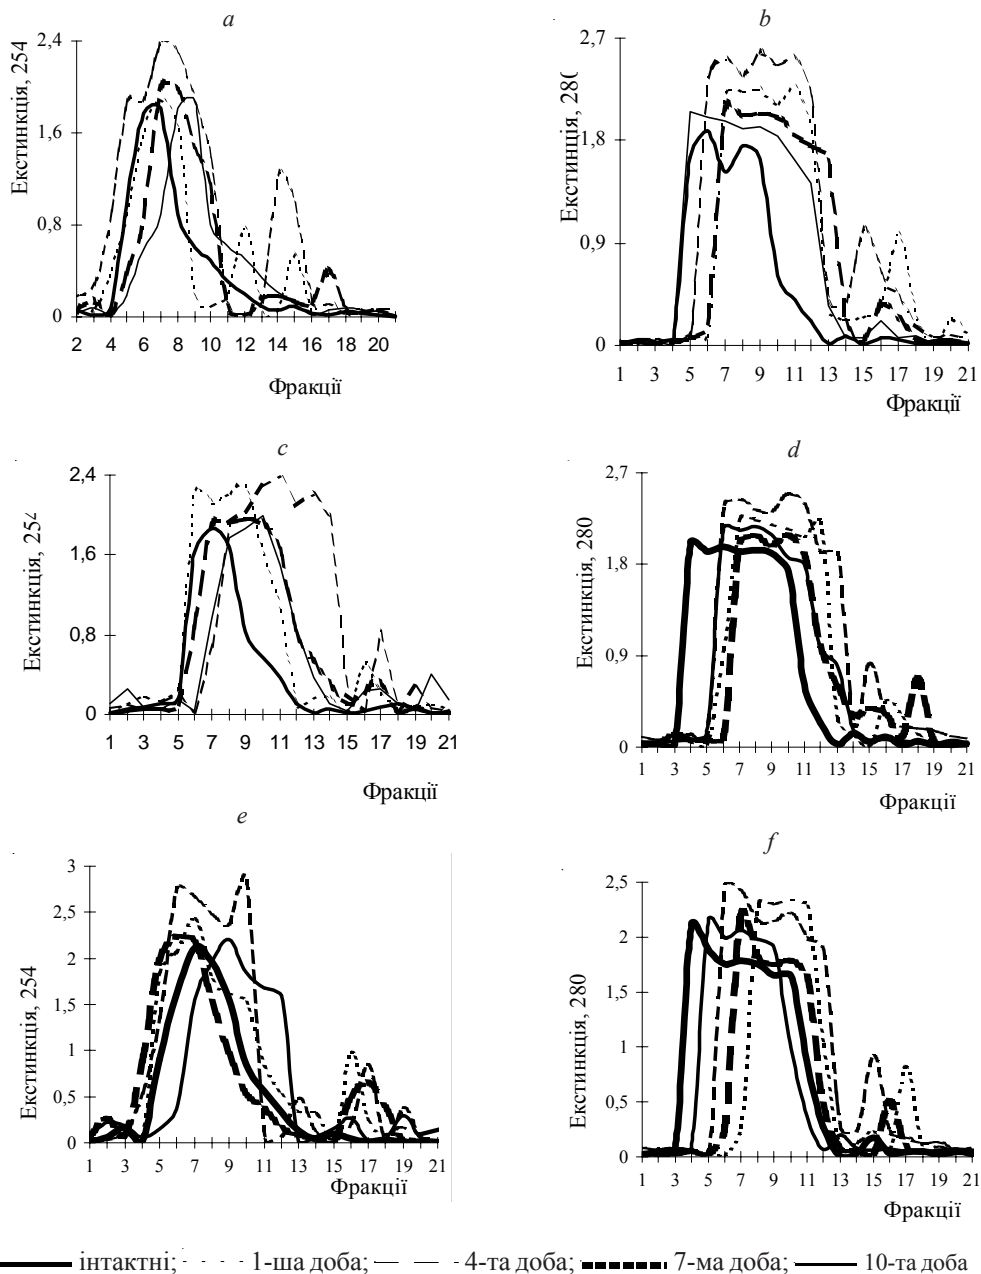 a
Екстинкція, 254
2,4
1,6
0,8
0
2 4 6 8 10 12 14 16 18 20
Фракції
b
Екстинція, 280
2,7
1,8
0,9
0
1 3 5 7 9 11 13 15 17 19 21
Фракції
c
Екстинкція, 254
2,4
1,6
0,8
0
1 3 5 7 9 11 13 15 17 19 21
Фракції
d
Екстинкція, 280
2,7
1,8
0,9
0
1 3 5 7 9 11 13 15 17 19 21
Фракції
e
Екстинкція, 254
3
2,5
2
1,5
1
0,5
0
1 3 5 7 9 11 13 15 17 19 21
Фракції
f
Екстинкція, 280
2,5
2
1,5
1
0,5
0
1 3 5 7 9 11 13 15 17 19 21
Фракції
інтактні; 1-ша доба; 4-та доба; 7-ма доба; 10-та доба